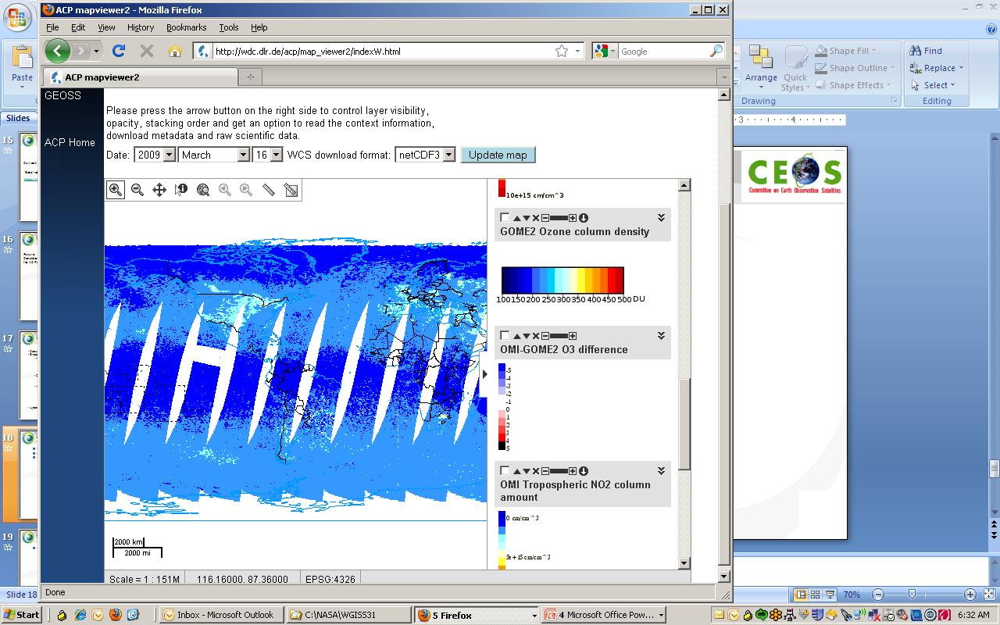 ACP mapviewer2 - Mozilla Firefox
File Edit View History Bookmarks Tools Help
http://wdc.dlr.de/acp/map_viewer2/indexW.html
Google
ACP mapviewer2
Paste
Slides
15
16
17
18
19
Arrange
Quick Styles
Shape Fill
Shape Outline
Shape Effects
Drawing
Find
Replace
Select
Editing
3 4
CEOS
Committee on Earth Observation Satellites
GEOSS
ACP Home
Please press the arrow button on the right side to control layer visibility,
opacity, stacking order and get an option to read the context information,
download metadata and raw scientific data.
Date: 2009 March 16 WCS download format: netCDF3 Update map
10e+15 cm/cm^3
GOME2 Ozone column density
100 150 200 250 300 350 400 450 500 DU
OMI-GOME2 O3 difference
-5
-4
-3
-2
-1
0
1
2
3
4
5
OMI Tropospheric NO2 column
amount
0 cm/cm^3
5e+15 cm/cm^3
2000 km
2000 mi
Scale = 1 : 151M 116.16000, 87.36000 EPSG:4326
Done
Slide 18
70%
Start
Inbox - Microsoft Outlook
C:\NASA\WGISS31
5 Firefox
4 Microsoft Office Pow...
6:32 AM